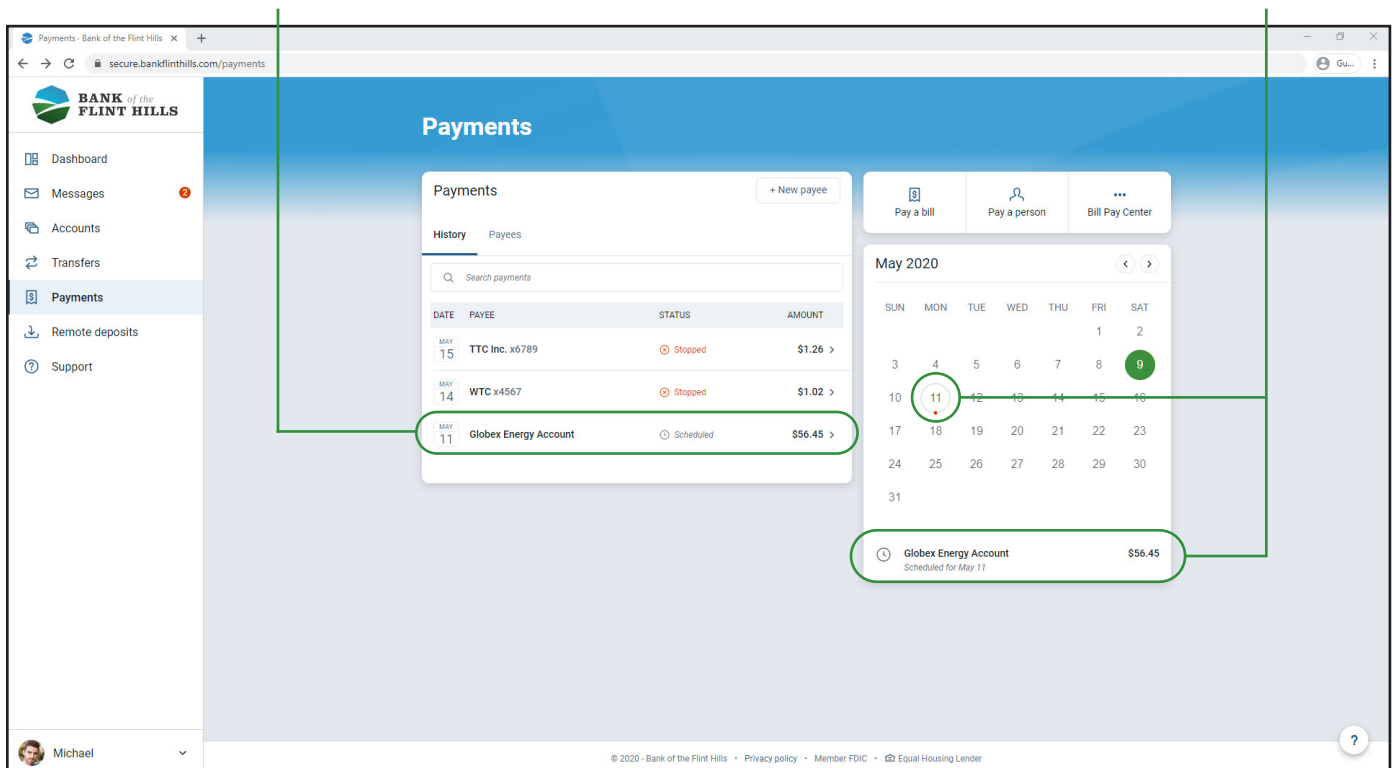 Payments - Bank of the Flint Hills
secure.bankflinthills.com/payments
Gu...
BANK of the
FLINT HILLS
Dashboard
Messages 2
Accounts
Transfers
Payments
Remote deposits
Support
Michael
Payments
Payments + New payee
History Payees
Search payments
DATE PAYEE STATUS AMOUNT
MAY
15 TTC Inc. x6789 Stopped $1.26
MAY
14 WTC x4567 Stopped $1.02
MAY
11 Globex Energy Account Scheduled $56.45
Pay a bill Pay a person Bill Pay Center
May 2020
SUN MON TUE WED THU FRI SAT
1 2
3 4 5 6 7 8 9
10 11 12 13 14 15 16
17 18 19 20 21 22 23
24 25 26 27 28 29 30
31
Globex Energy Account $56.45
Scheduled for May 11
?
© 2020 - Bank of the Flint Hills • Privacy policy • Member FDIC • Equal Housing Lender